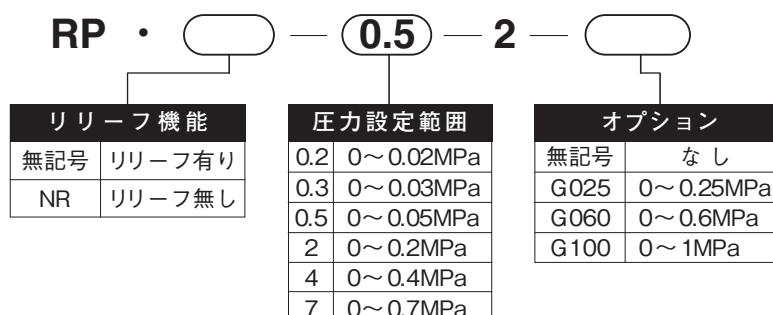 RP ・ — 0.5 — 2 —
リリーフ機能
無記号 リリーフ有り
NR リリーフ無し
圧力設定範囲
0.2 0～0.02MPa
0.3 0～0.03MPa
0.5 0～0.05MPa
2 0～0.2MPa
4 0～0.4MPa
7 0～0.7MPa
オプション
無記号 なし
G025 0～0.25MPa
G060 0～0.6MPa
G100 0～1MPa